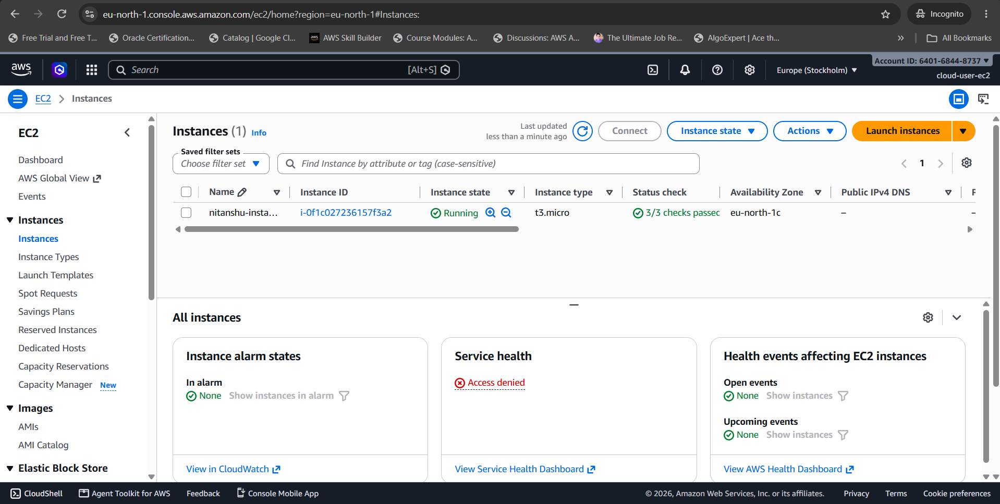 eu-north-1.console.aws.amazon.com/ec2/home?region=eu-north-1#Instances:
Incognito
Free Trial and Free T...
Oracle Certification...
Catalog | Google Cl...
aws
AWS Skill Builder
Course Modules: A...
Discussions: AWS A...
The Ultimate Job Re...
AlgoExpert | Ace th...
All Bookmarks
aws
Search
[Alt+S]
Europe (Stockholm)
Account ID: 6401-6844-8737
cloud-user-ec2
EC2
Instances
EC2
Dashboard
AWS Global View
Events
Instances
Instances
Instance Types
Launch Templates
Spot Requests
Savings Plans
Reserved Instances
Dedicated Hosts
Capacity Reservations
Capacity Manager New
Images
AMIs
AMI Catalog
Elastic Block Store
Instances (1) Info
Last updated
less than a minute ago
Connect
Instance state
Actions
Launch instances
Saved filter sets
Choose filter set
Find Instance by attribute or tag (case-sensitive)
1
Name
Instance ID
Instance state
Instance type
Status check
Availability Zone
Public IPv4 DNS
nitanshu-insta...
i-0f1c027236157f3a2
Running
t3.micro
3/3 checks passed
eu-north-1c
–
–
All instances
Instance alarm states
In alarm
None Show instances in alarm
View in CloudWatch
Service health
Access denied
View Service Health Dashboard
Health events affecting EC2 instances
Open events
None Show instances
Upcoming events
None Show instances
View AWS Health Dashboard
CloudShell
Agent Toolkit for AWS
Feedback
Console Mobile App
© 2026, Amazon Web Services, Inc. or its affiliates.
Privacy
Terms
Cookie preferences